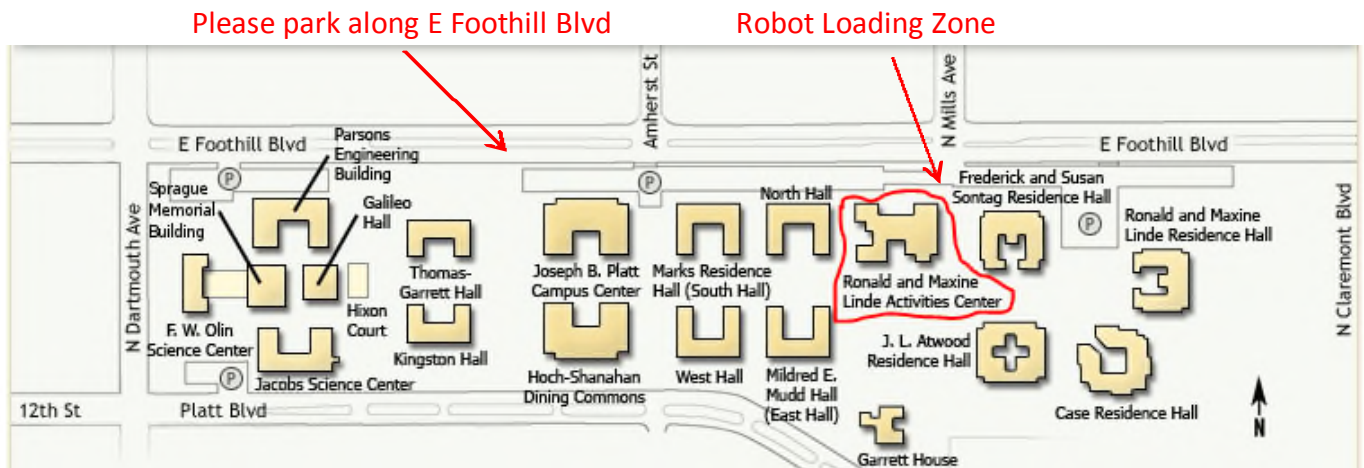 Please park along E Foothill Blvd
Robot Loading Zone
Amherst St
N Mills Ave
E Foothill Blvd
Parsons
Engineering
Building
E Foothill Blvd
P
P
P
Sprague
Memorial
Building
Galileo
Hall
North Hall
Frederick and Susan
Sontag Residence Hall
Ronald and Maxine
Linde Residence Hall
N Dartmouth Ave
N Claremont Blvd
Thomas-
Garrett Hall
Joseph B. Platt
Campus Center
Marks Residence
Hall (South Hall)
Ronald and Maxine
Linde Activities Center
Hixon
Court
F. W. Olin
Science Center
Kingston Hall
J. L. Atwood
Residence Hall
P
Jacobs Science Center
Hoch-Shanahan
Dining Commons
West Hall
Mildred E.
Mudd Hall
(East Hall)
Case Residence Hall
12th St
Platt Blvd
N
Garrett House